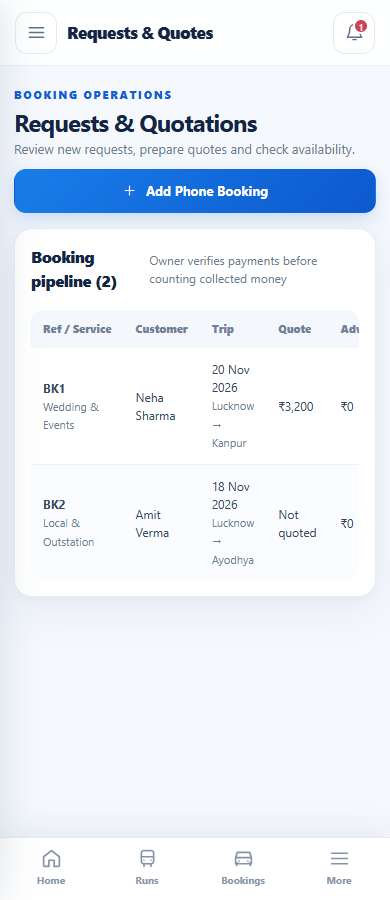 Requests & Quotes
1
BOOKING OPERATIONS
Requests & Quotations
Review new requests, prepare quotes and check availability.
+ Add Phone Booking
Booking
pipeline (2)
Owner verifies payments before
counting collected money
Ref / Service Customer Trip Quote Adv
BK1
Wedding &
Events
Neha
Sharma
20 Nov
2026
Lucknow
→
Kanpur
₹3,200
₹0
BK2
Local &
Outstation
Amit
Verma
18 Nov
2026
Lucknow
→
Ayodhya
Not
quoted
₹0
Home Runs Bookings More